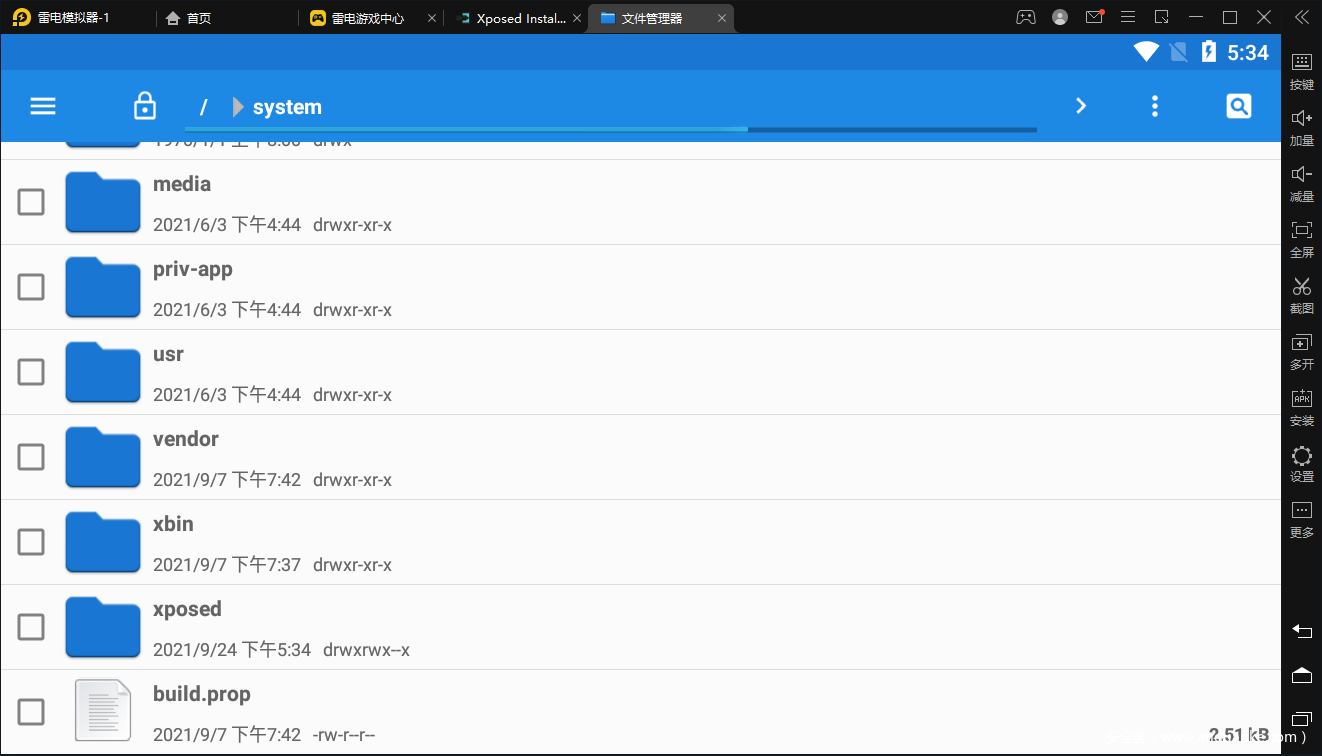 雷电模拟器-1 首页 雷电游戏中心 Xposed Instal... 文件管理器
5:34
/ system
media
2021/6/3 下午4:44 drwxr-xr-x
priv-app
2021/6/3 下午4:44 drwxr-xr-x
usr
2021/6/3 下午4:44 drwxr-xr-x
vendor
2021/9/7 下午7:42 drwxr-xr-x
xbin
2021/9/7 下午7:37 drwxr-xr-x
xposed
2021/9/24 下午5:34 drwxrwx--x
build.prop
2021/9/7 下午7:42 -rw-r--r--
2.51 kB
按键
加量
减量
全屏
截图
多开
APK
安装
设置
更多